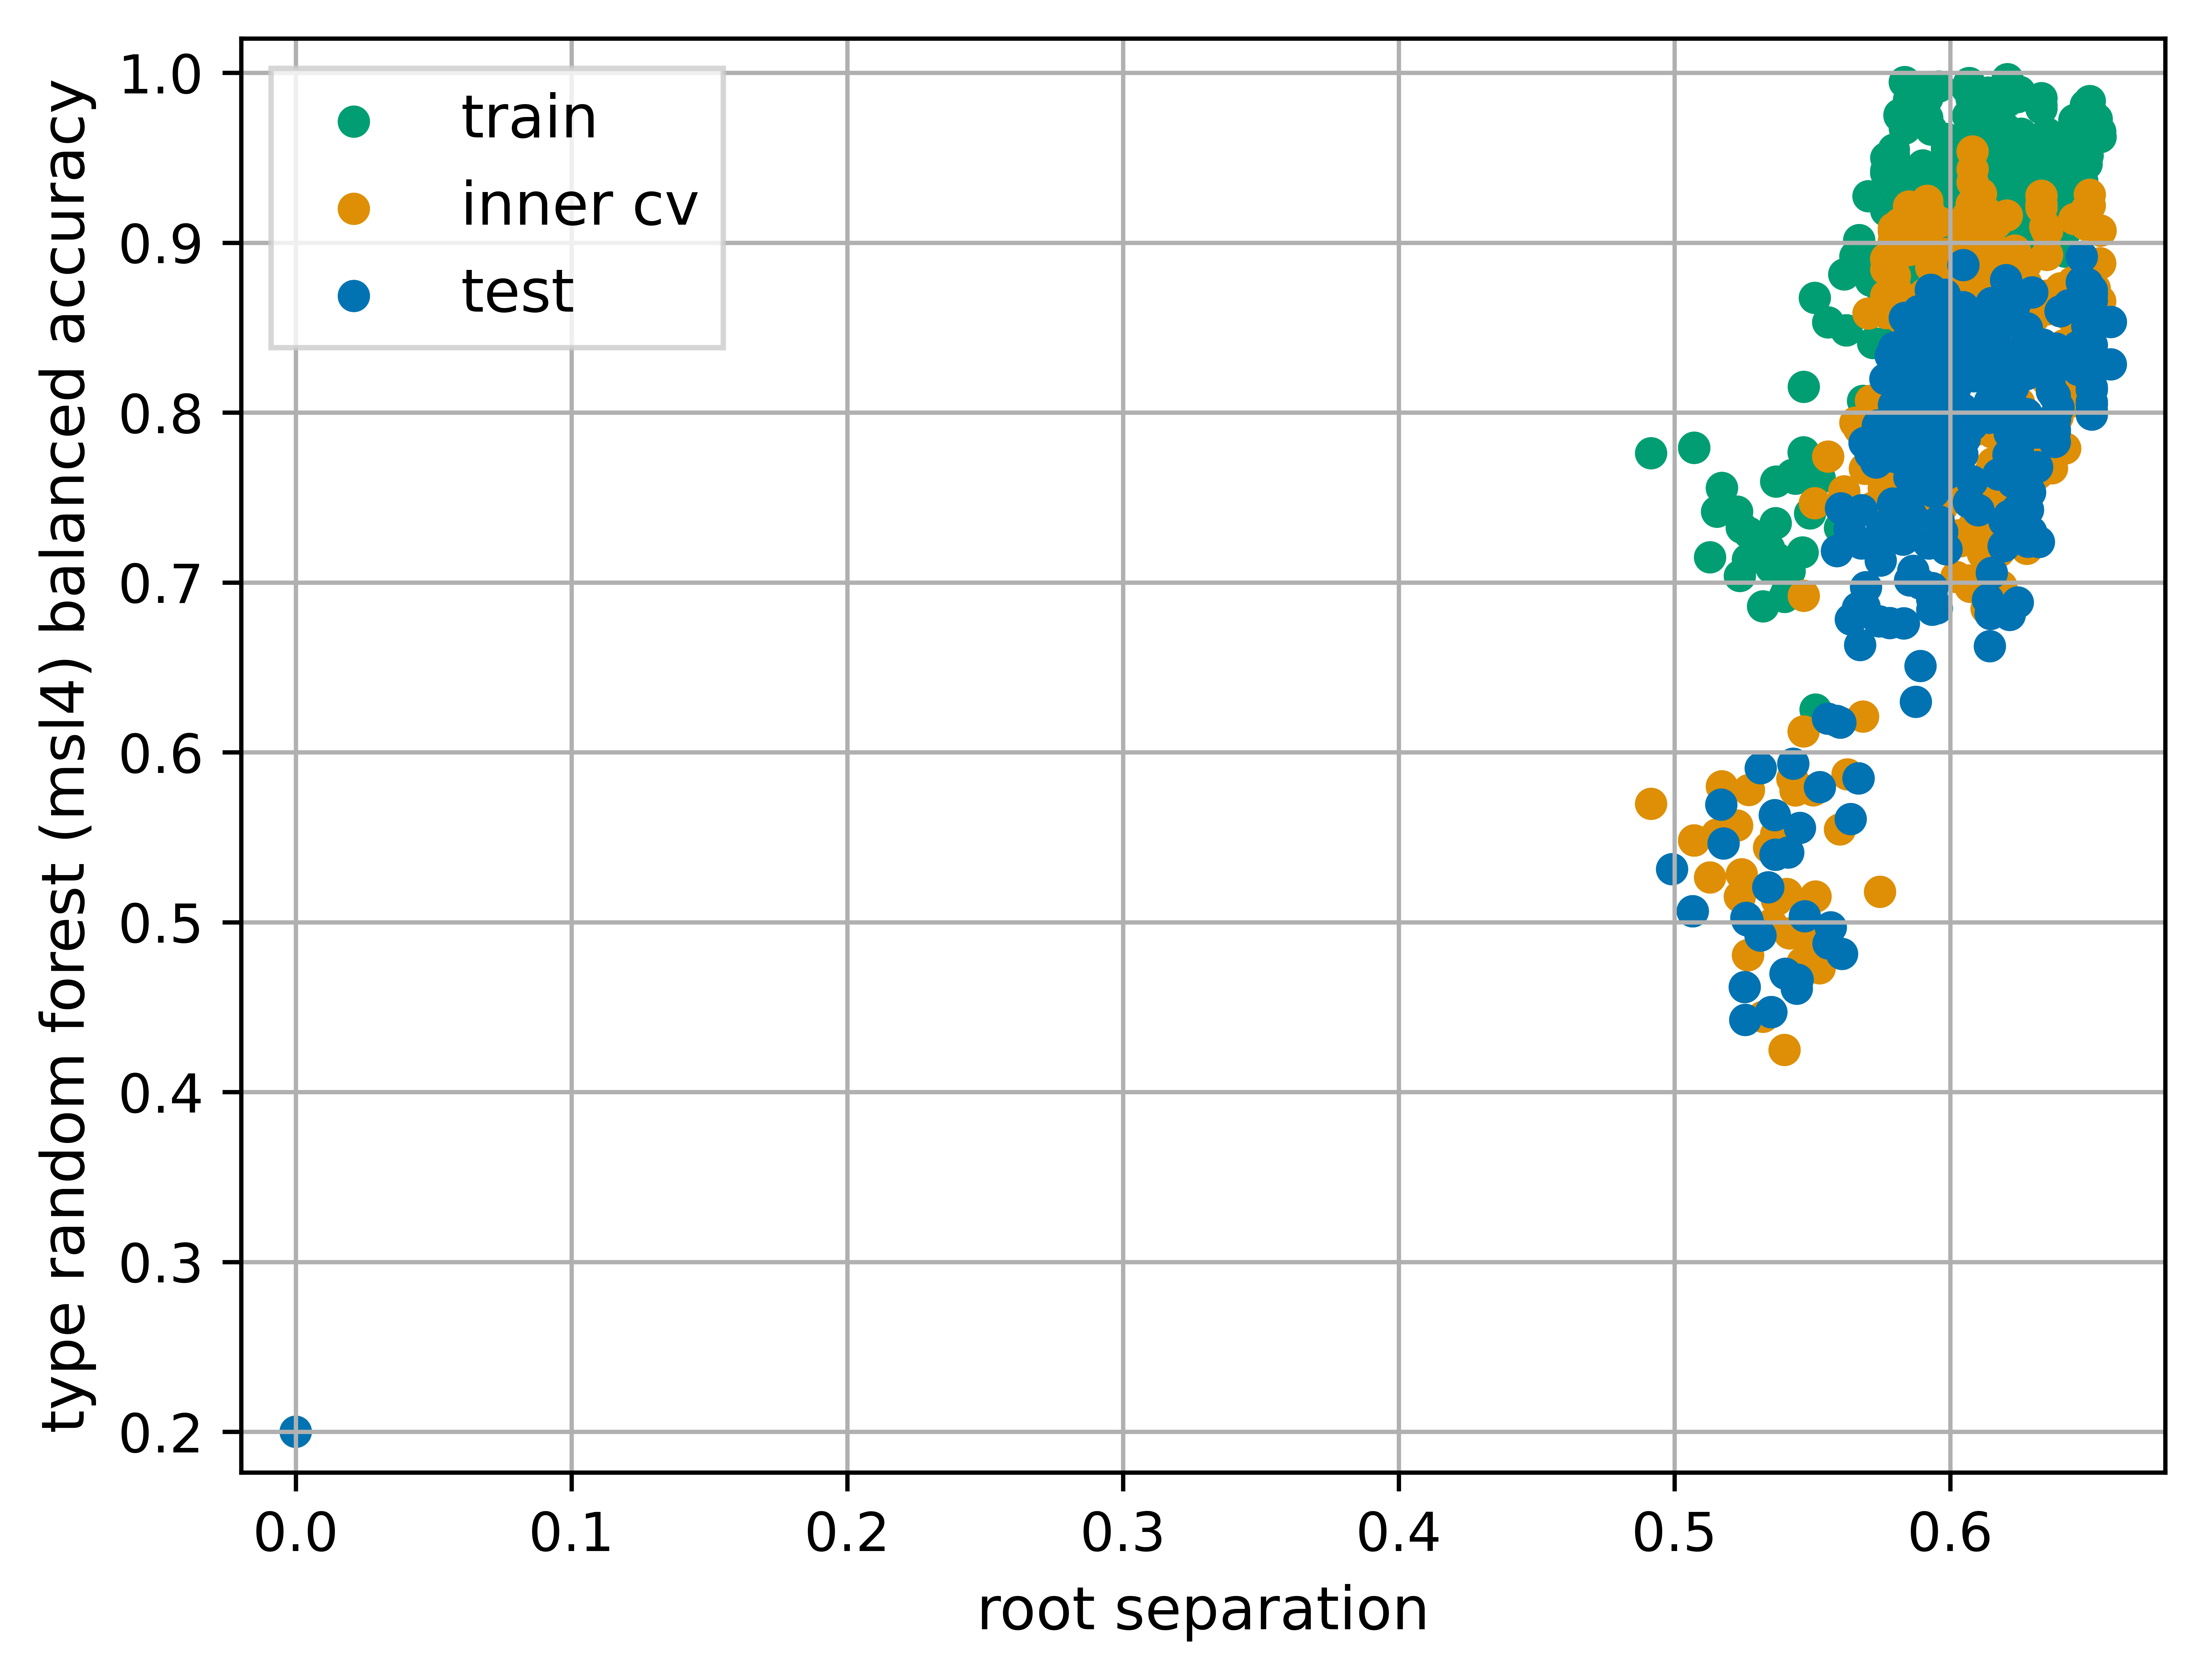 train
inner cv
test
type random forest (msl4) balanced accuracy
1.0
0.9
0.8
0.7
0.6
0.5
0.4
0.3
0.2
0.0 0.1 0.2 0.3 0.4 0.5 0.6
root separation